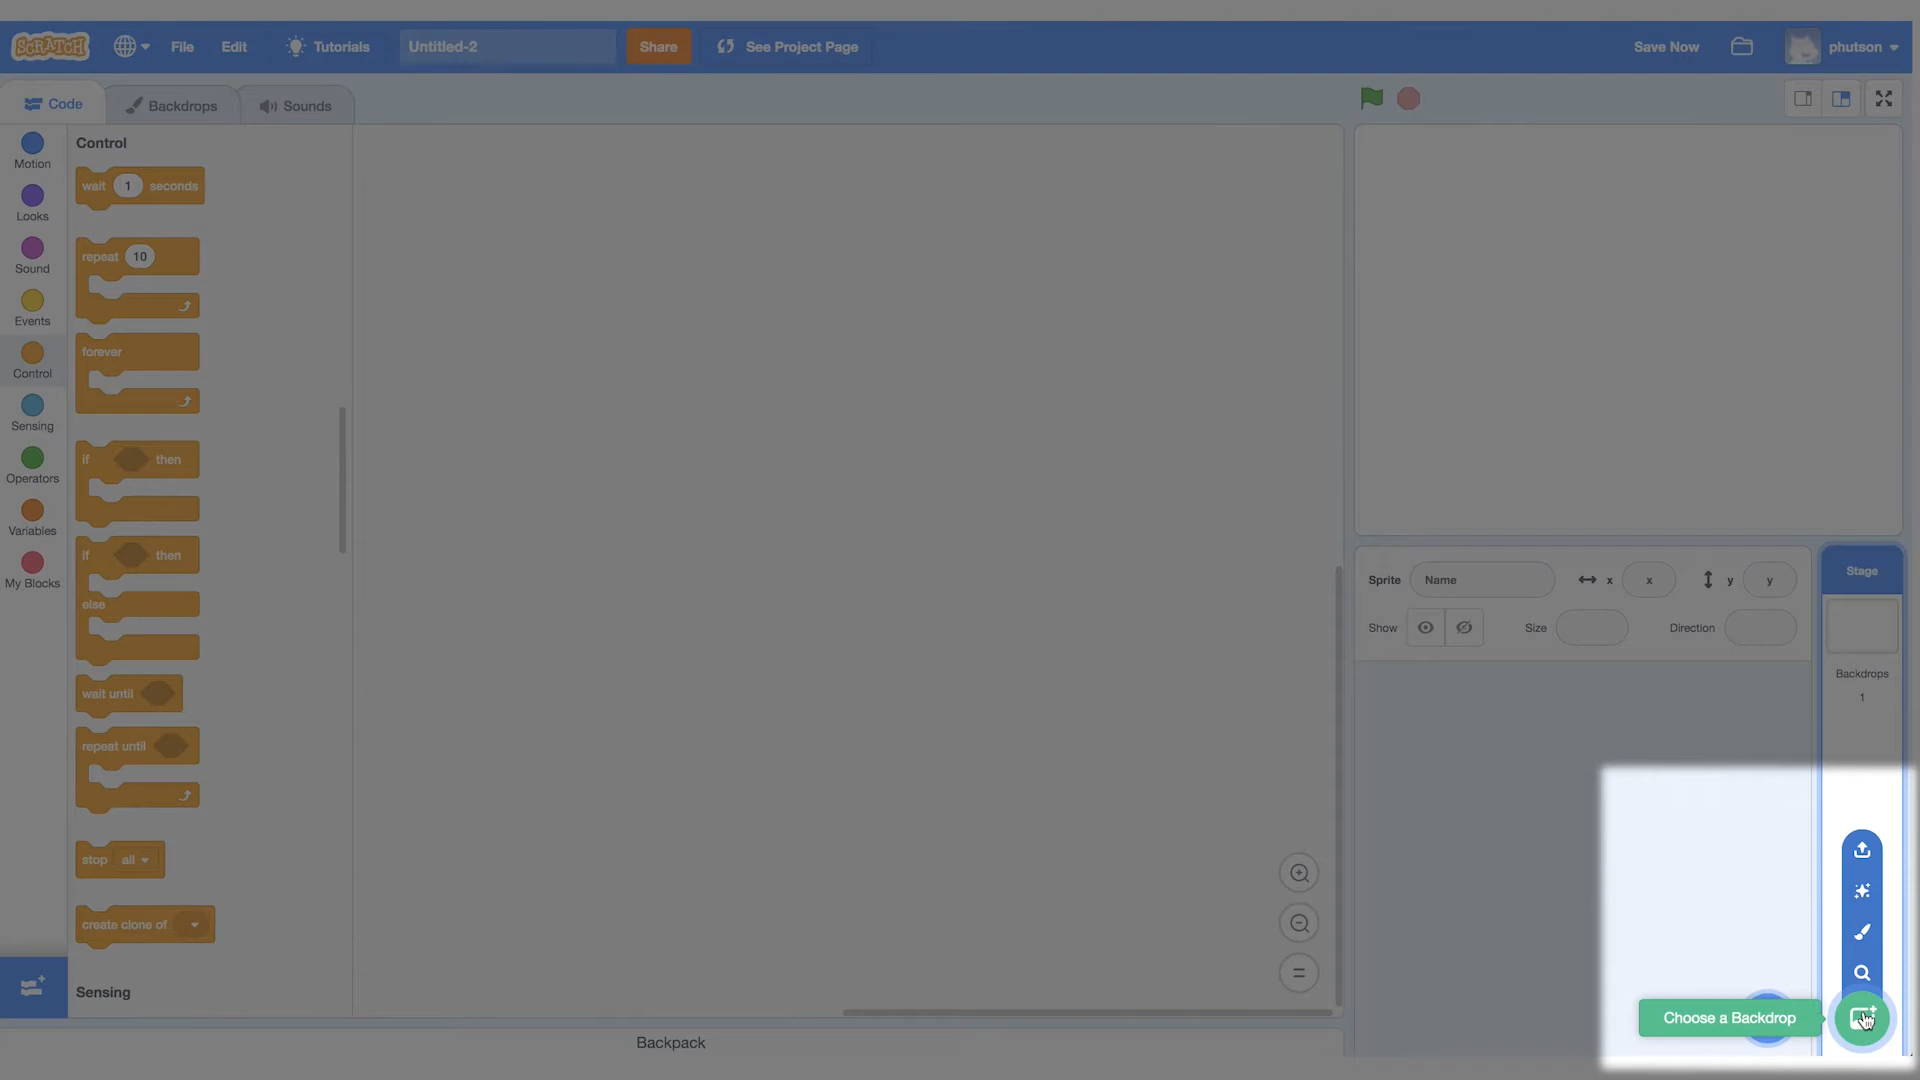 SCRATCH File Edit Tutorials Untitled-2 Share See Project Page Save Now phutson
Code Backdrops Sounds
Motion
Looks
Sound
Events
Control
Sensing
Operators
Variables
My Blocks
Control
wait 1 seconds
repeat 10
forever
if then
if then
else
wait until
repeat until
stop all
create clone of
Sensing
Backpack
Sprite Name x x y y
Show Size Direction
Stage
Backdrops
1
Choose a Backdrop